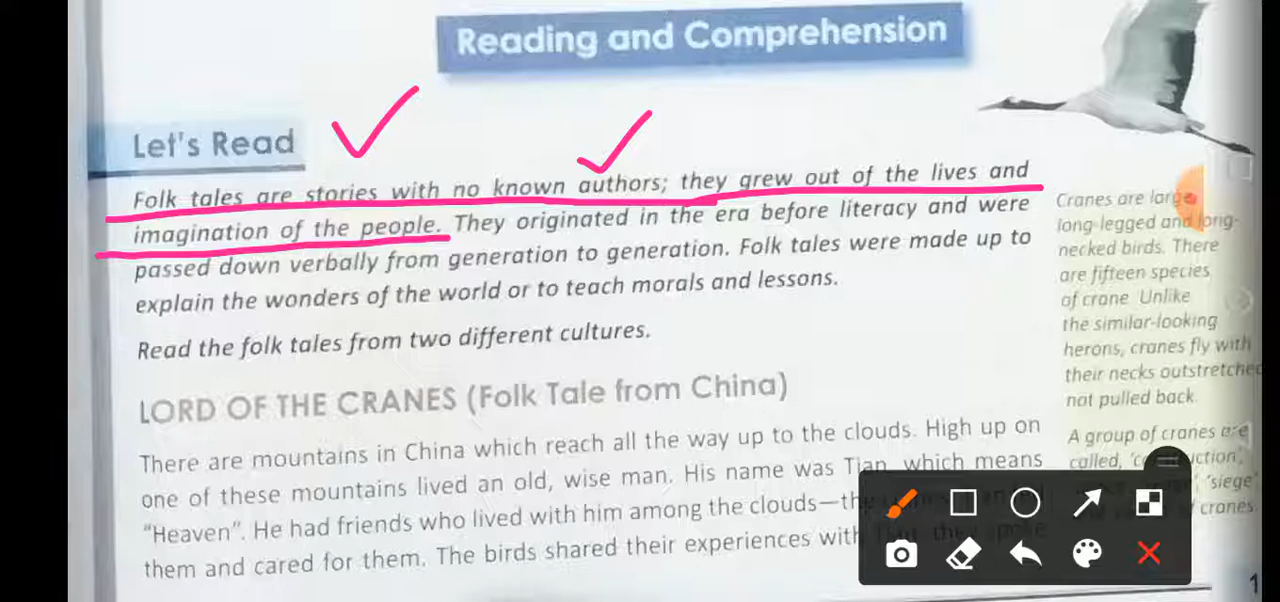 Reading and Comprehension
Let's Read
Folk tales are stories with no known authors; they grew out of the lives and
imagination of the people. They originated in the era before literacy and were
passed down verbally from generation to generation. Folk tales were made up to
explain the wonders of the world or to teach morals and lessons.
Read the folk tales from two different cultures.
LORD OF THE CRANES (Folk Tale from China)
There are mountains in China which reach all the way up to the clouds. High up on
one of these mountains lived an old, wise man. His name was Tian, which means
"Heaven". He had friends who lived with him among the clouds—the
them and cared for them. The birds shared their experiences with
Cranes are large
long-legged and long-
necked birds. There
are fifteen species
of crane. Unlike
the similar-looking
herons, cranes fly with
their necks outstretched
not pulled back.
A group of cranes are
called,
'siege'
cranes
1